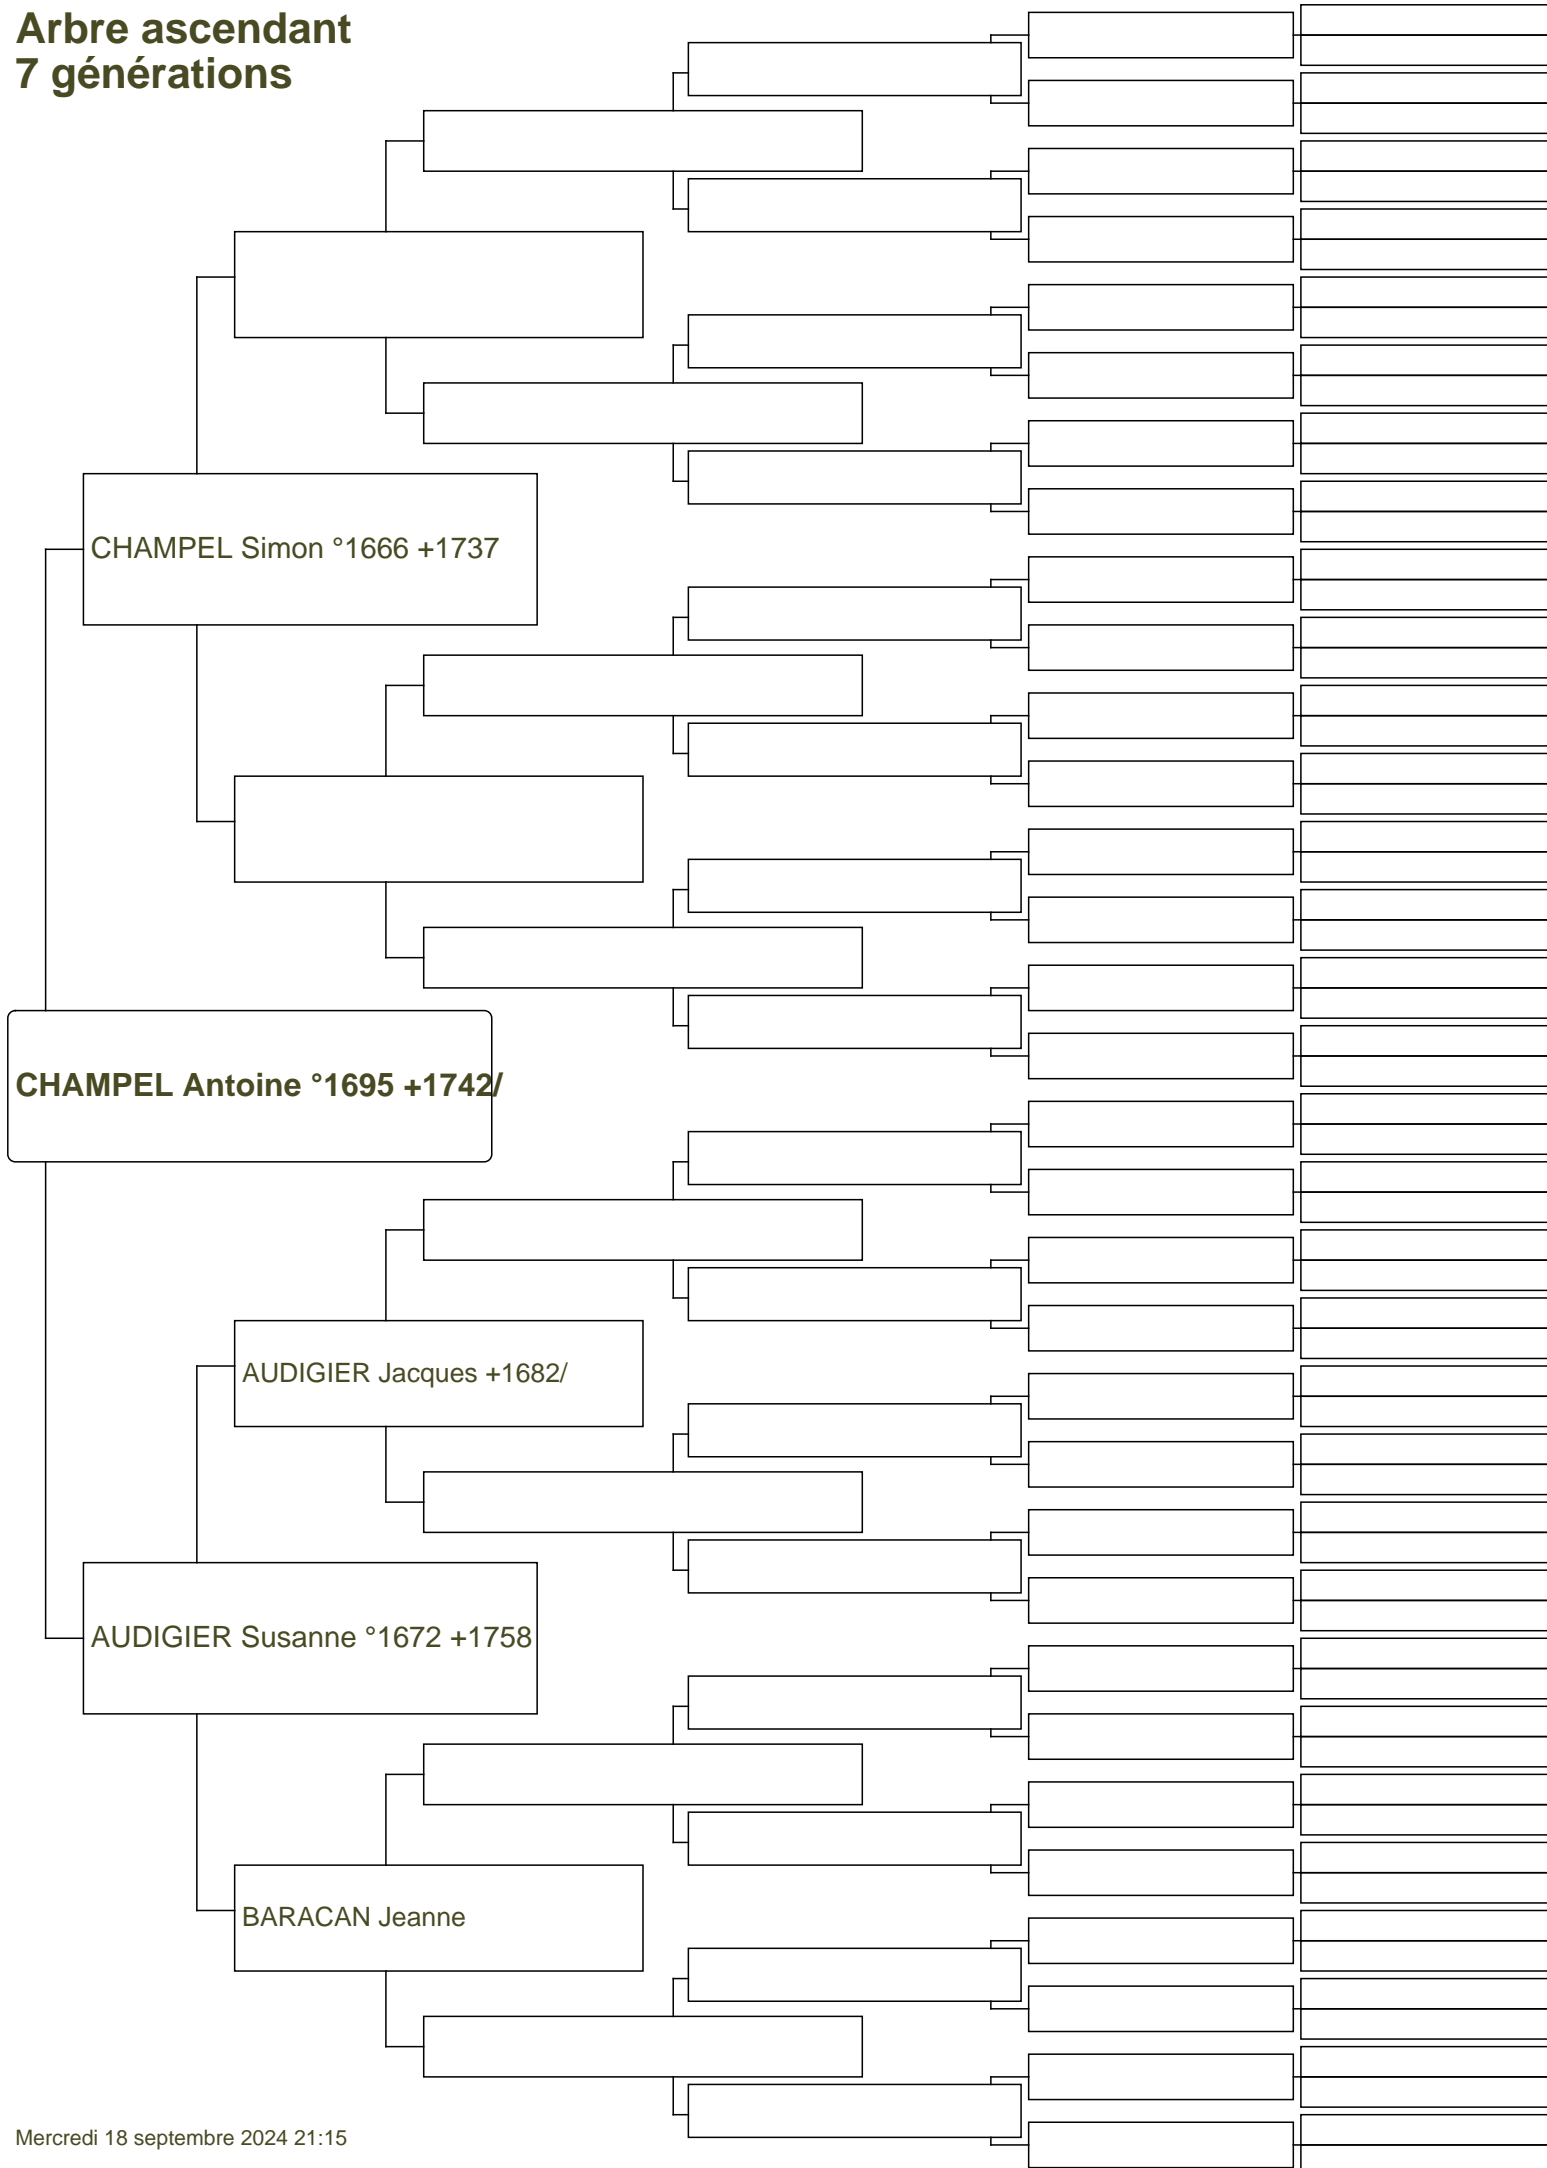 Arbre ascendant
7 générations
CHAMPEL Simon °1666 +1737
CHAMPEL Antoine °1695 +1742/
AUDIGIER Jacques +1682/
AUDIGIER Susanne °1672 +1758
BARACAN Jeanne
Mercredi 18 septembre 2024 21:15